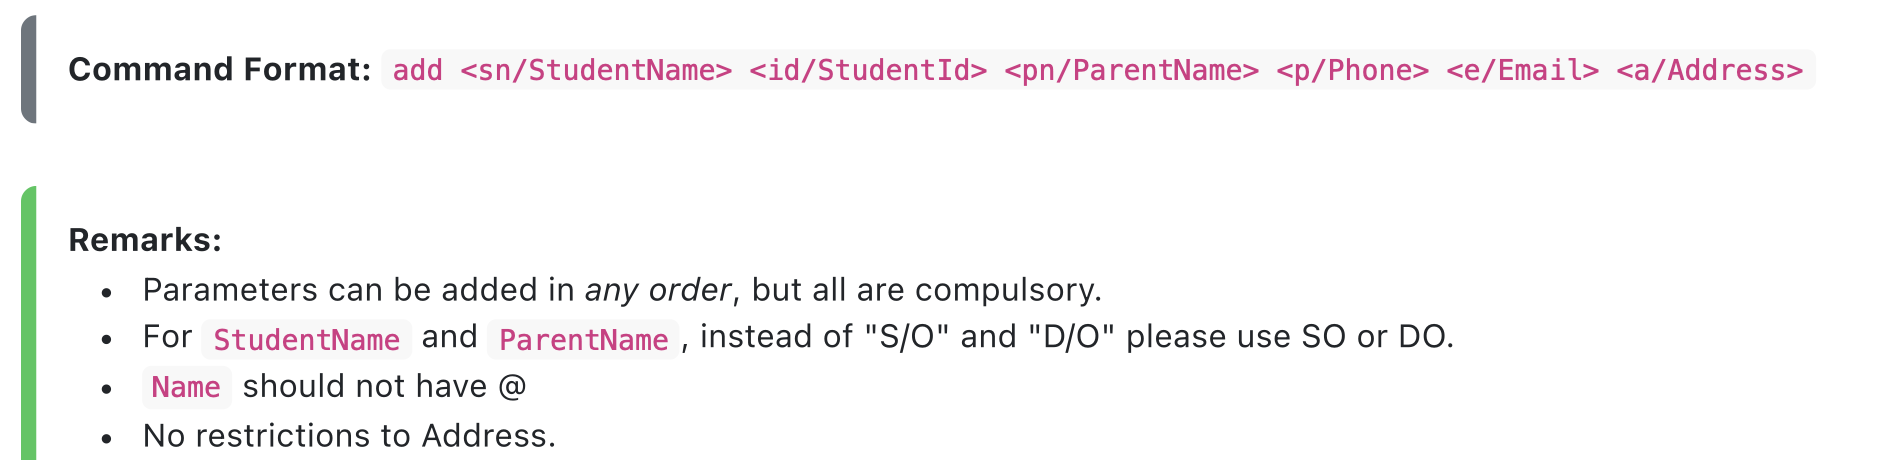 Command Format: add <sn/StudentName> <id/StudentId> <pn/ParentName> <p/Phone> <e/Email> <a/Address>
Remarks:
• Parameters can be added in any order, but all are compulsory.
• For StudentName and ParentName, instead of "S/O" and "D/O" please use SO or DO.
• Name should not have @
• No restrictions to Address.